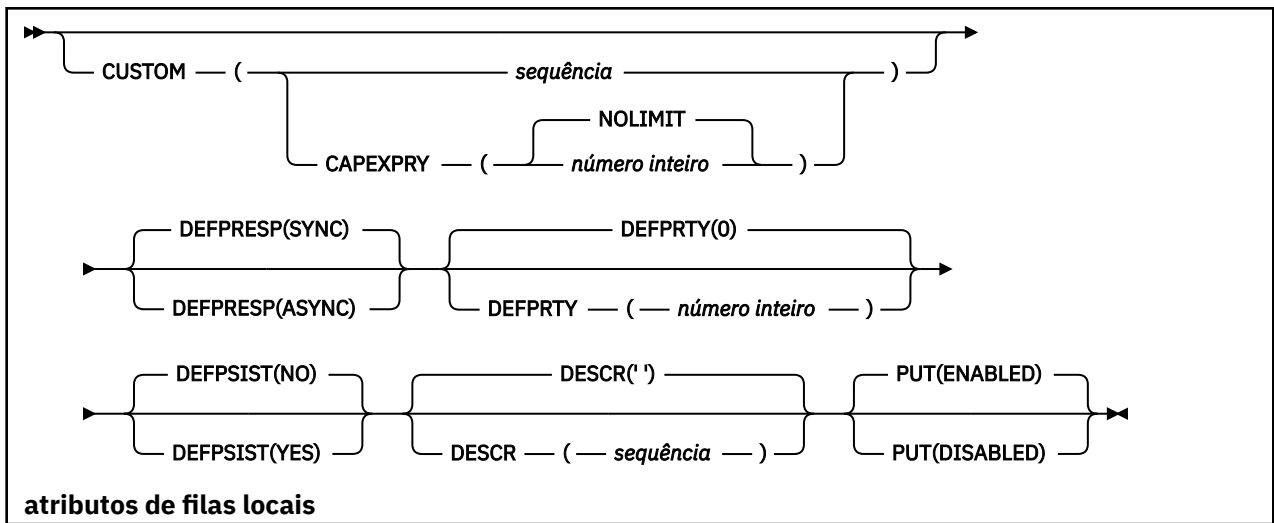 CUSTOM ( sequência )
NOLIMIT
CAPEXPRY ( número inteiro )
DEFPRESP(SYNC) DEFPRTY(0)
DEFPRESP(ASYNC) DEFPRTY ( número inteiro )
DEFPSIST(NO) DESCR(' ') PUT(ENABLED)
DEFPSIST(YES) DESCR ( sequência ) PUT(DISABLED)
atributos de filas locais